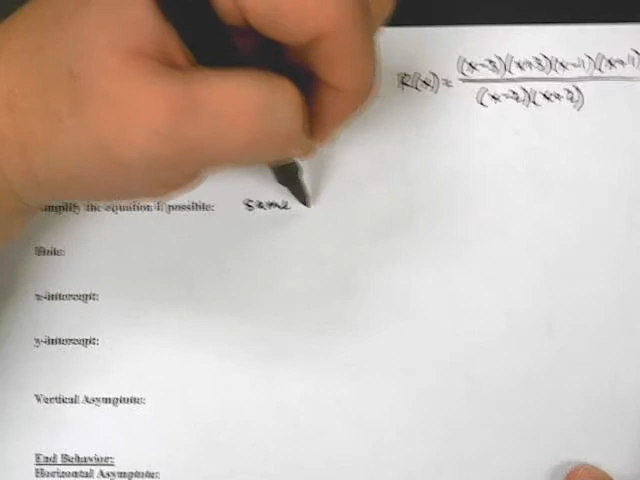 R(x) = (x-3)(x+3)(x-1)(x+1)
(x-2)(x+2)
simplify the equation if possible: same
Hole:
x-intercept:
y-intercept:
Vertical Asymptote:
End Behavior:
Horizontal Asymptote: